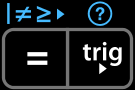 |≠≥▸ ?
= trig▸